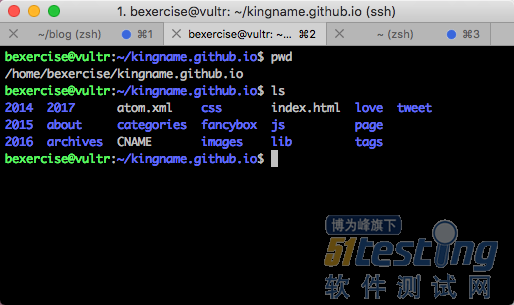 1. bexercise@vultr: ~/kingname.github.io (ssh)
~/blog (zsh) ⌘1 × bexercise@vultr: ~... ⌘2 × ~ (zsh) ⌘3
bexercise@vultr:~/kingname.github.io$ pwd
/home/bexercise/kingname.github.io
bexercise@vultr:~/kingname.github.io$ ls
2014 2017 atom.xml css index.html love tweet
2015 about categories fancybox js page
2016 archives CNAME images lib tags
bexercise@vultr:~/kingname.github.io$
博为峰旗下
51testing
软件测试网